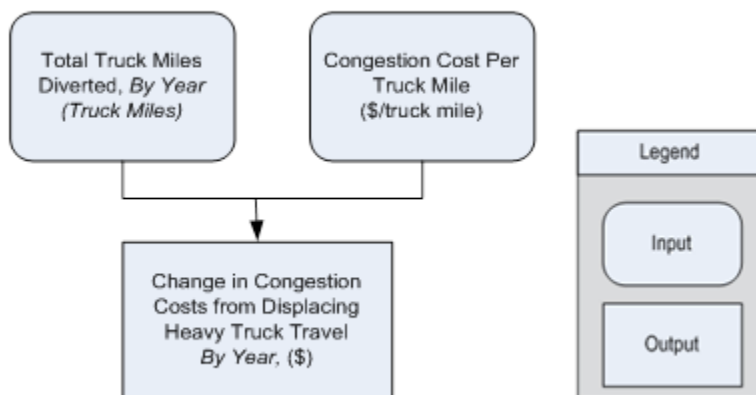 Total Truck Miles
Diverted, By Year
(Truck Miles)
Congestion Cost Per
Truck Mile
($/truck mile)
Change in Congestion
Costs from Displacing
Heavy Truck Travel
By Year, ($)
Legend
Input
Output